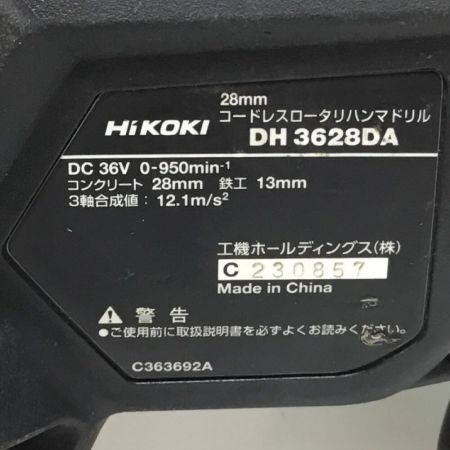 28mm
コードレスロータリハンマドリル
HiKOKI
DH 3628DA
DC 36V 0-950min-1
コンクリート 28mm 鉄工 13mm
3軸合成値：12.1m/s²
工機ホールディングス(株)
C 230857
Made in China
⚠警告
●ご使用前に取扱説明書を必ずよくお読みください。
C363692A